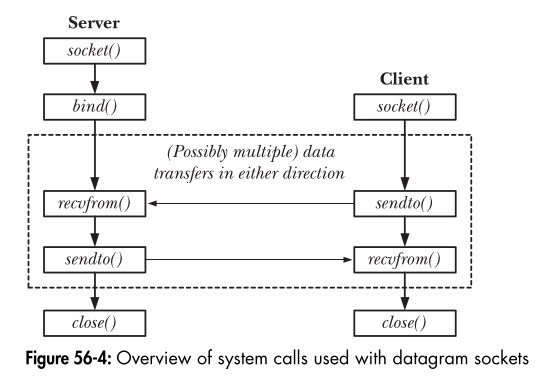 Server
socket()
bind()
Client
socket()
(Possibly multiple) data
transfers in either direction
recvfrom()
sendto()
sendto()
recvfrom()
close()
close()
Figure 56-4: Overview of system calls used with datagram sockets